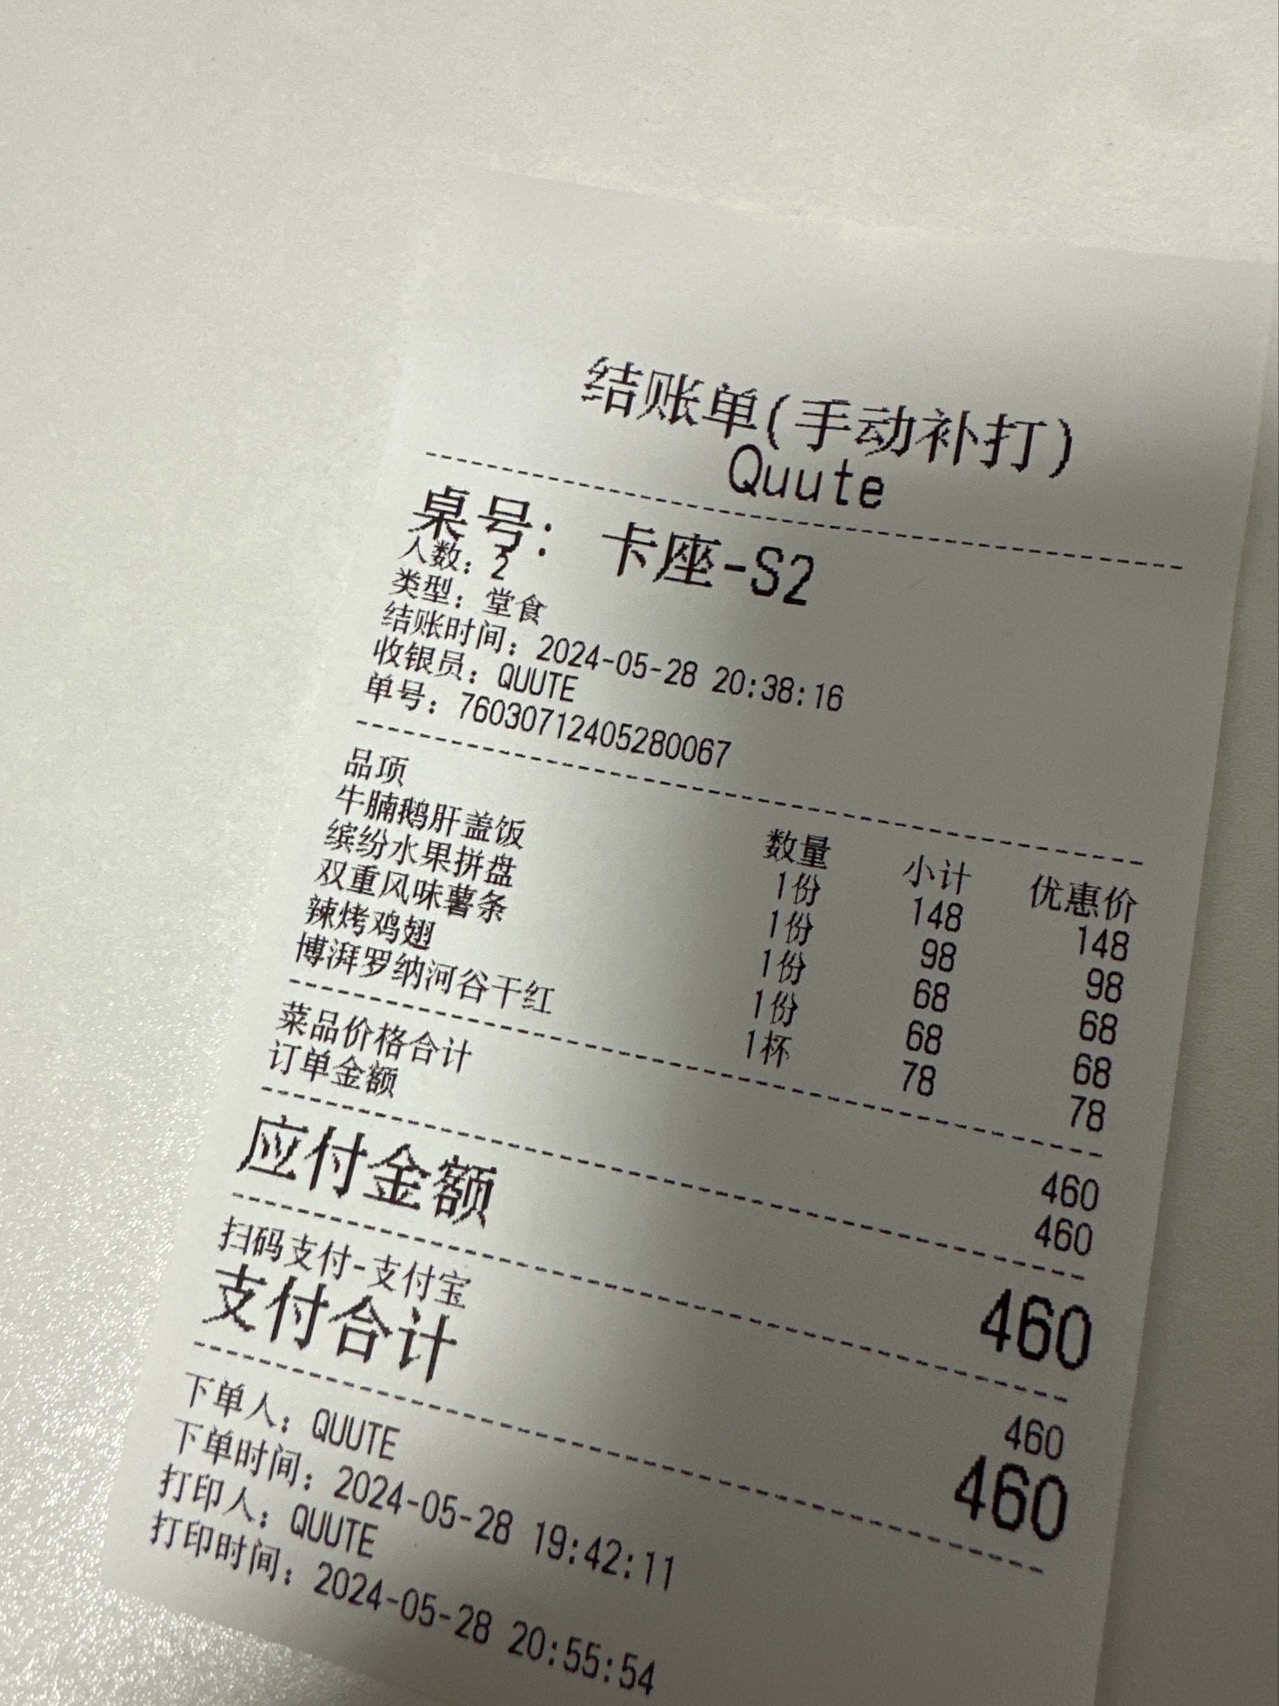 结账单(手动补打)
Quute
桌号： 卡座-S2
人数：2
类型：堂食
结账时间：2024-05-28 20:38:16
收银员：QUUTE
单号：76030712405280067
品项 数量 小计 优惠价
牛腩鹅肝盖饭 1份 148 148
缤纷水果拼盘 1份 98 98
双重风味薯条 1份 68 68
辣烤鸡翅 1份 68 68
博湃罗纳河谷干红 1杯 78 78
菜品价格合计 460
订单金额 460
应付金额 460
扫码支付-支付宝 460
支付合计 460
下单人：QUUTE
下单时间：2024-05-28 19:42:11
打印人：QUUTE
打印时间：2024-05-28 20:55:54